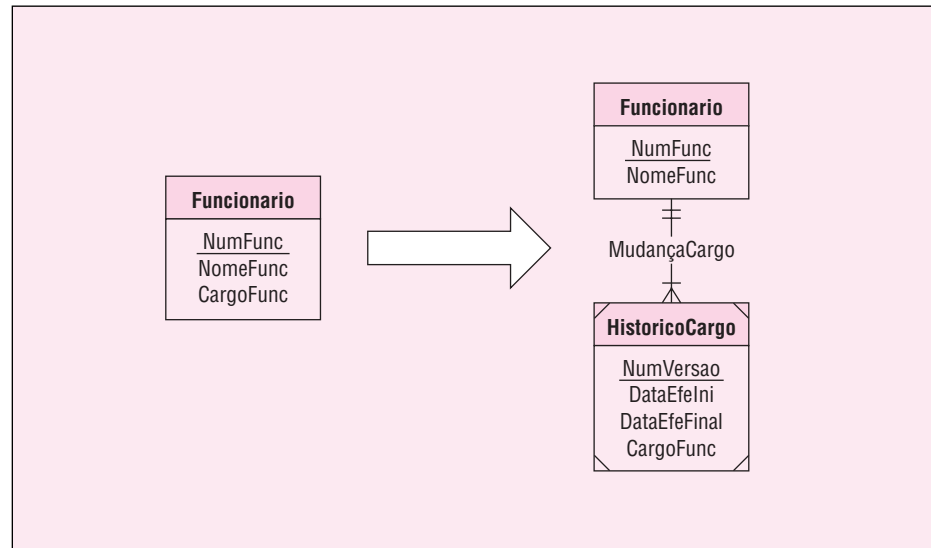 Funcionario
NumFunc
NomeFunc
CargoFunc
Funcionario
NumFunc
NomeFunc
MudançaCargo
HistoricoCargo
NumVersao
DataEfeIni
DataEfeFinal
CargoFunc